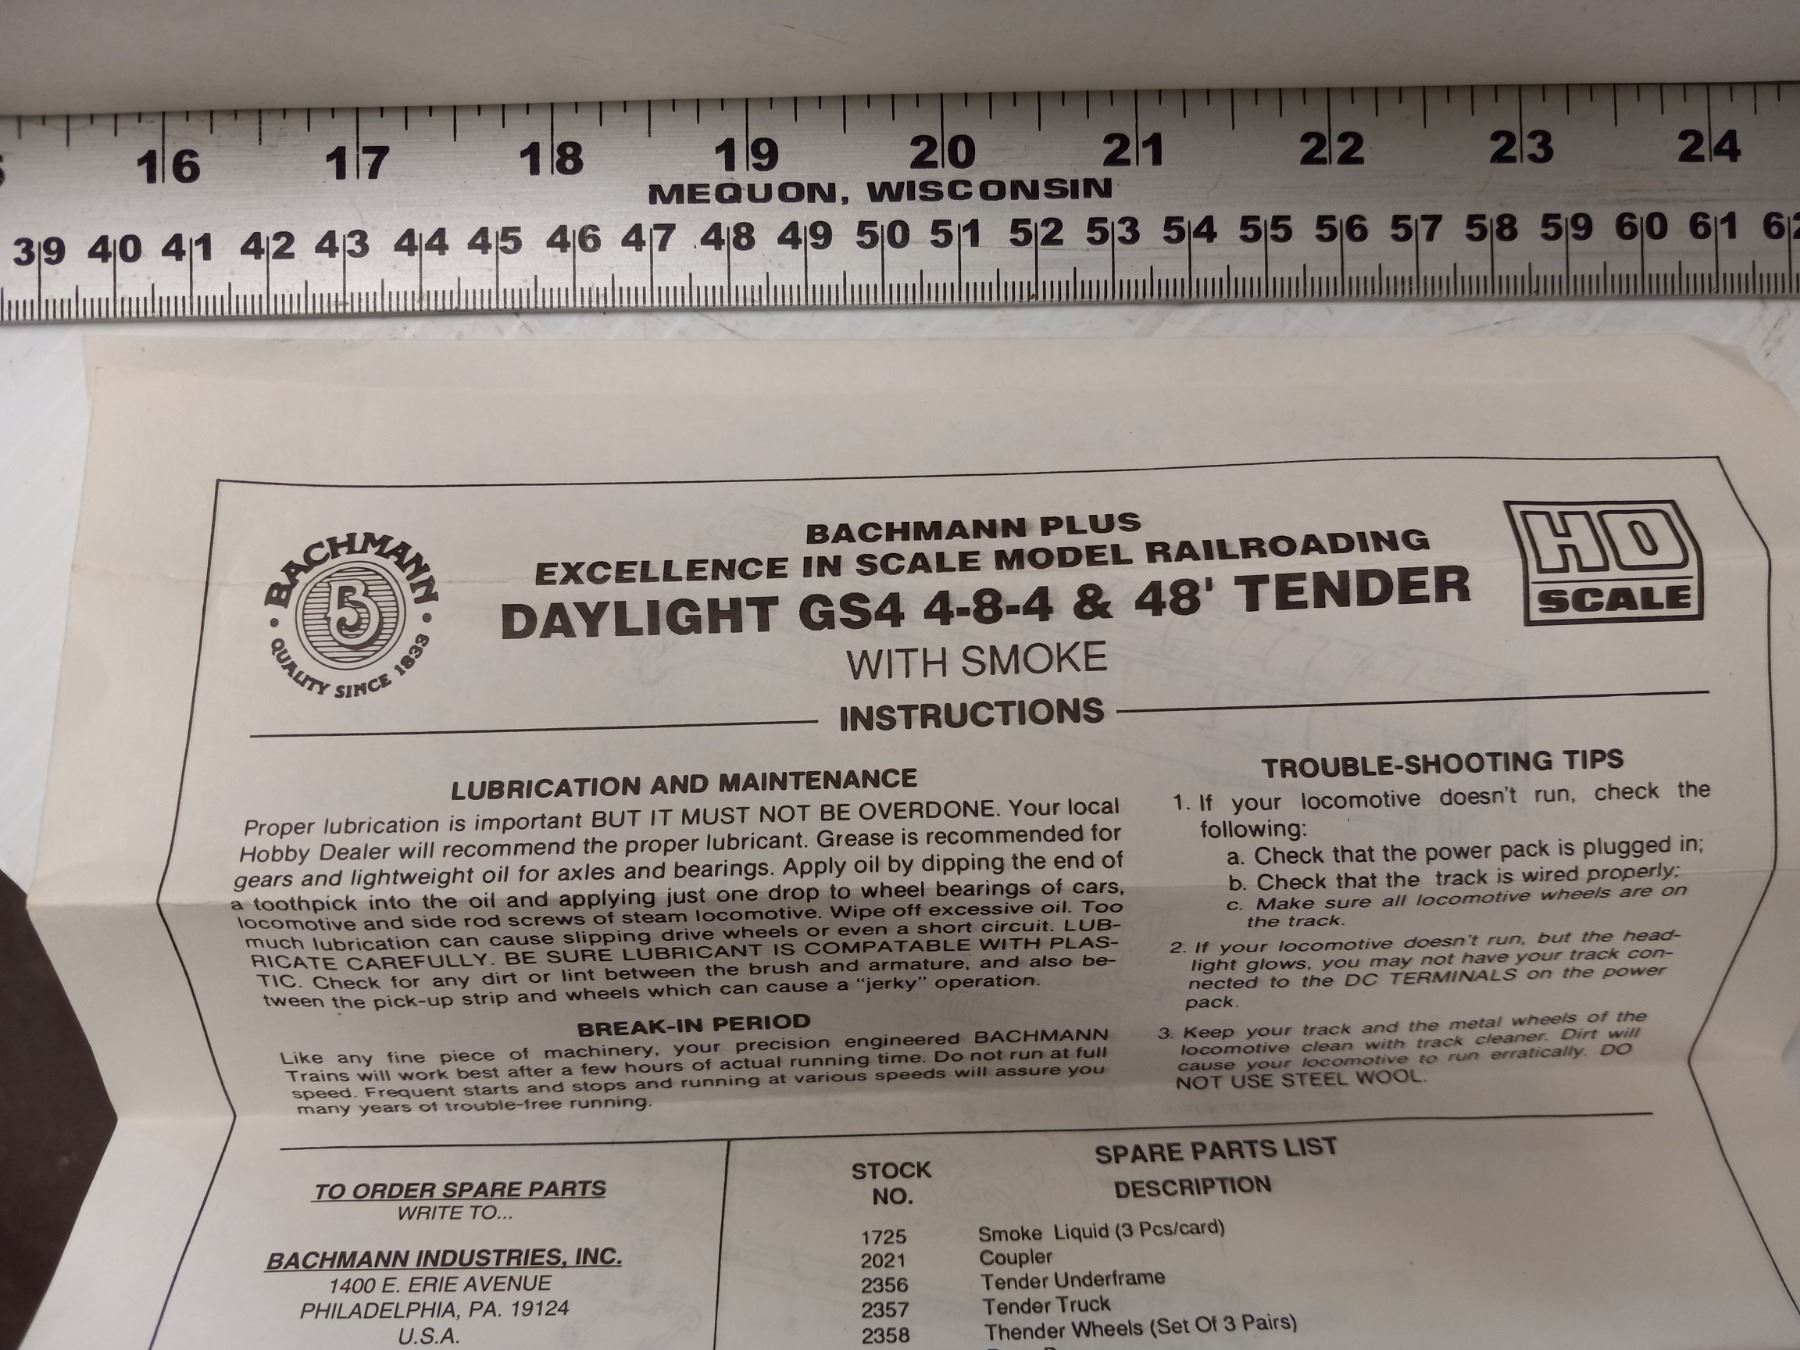 16 17 18 19 20 21 22 23 24
MEQUON, WISCONSIN
39 40 41 42 43 44 45 46 47 48 49 50 51 52 53 54 55 56 57 58 59 60 61 62
BACHMANN
B
• QUALITY SINCE 1833 •
BACHMANN PLUS
EXCELLENCE IN SCALE MODEL RAILROADING
DAYLIGHT GS4 4-8-4 & 48' TENDER
WITH SMOKE
INSTRUCTIONS
HO
SCALE
LUBRICATION AND MAINTENANCE
Proper lubrication is important BUT IT MUST NOT BE OVERDONE. Your local
Hobby Dealer will recommend the proper lubricant. Grease is recommended for
gears and lightweight oil for axles and bearings. Apply oil by dipping the end of
a toothpick into the oil and applying just one drop to wheel bearings of cars,
locomotive and side rod screws of steam locomotive. Wipe off excessive oil. Too
much lubrication can cause slipping drive wheels or even a short circuit. LUB-
RICATE CAREFULLY. BE SURE LUBRICANT IS COMPATABLE WITH PLAS-
TIC. Check for any dirt or lint between the brush and armature, and also be-
tween the pick-up strip and wheels which can cause a "jerky" operation.
BREAK-IN PERIOD
Like any fine piece of machinery, your precision engineered BACHMANN
Trains will work best after a few hours of actual running time. Do not run at full
speed. Frequent starts and stops and running at various speeds will assure you
many years of trouble-free running.
TROUBLE-SHOOTING TIPS
1. If your locomotive doesn't run, check the
following:
a. Check that the power pack is plugged in;
b. Check that the track is wired properly;
c. Make sure all locomotive wheels are on
the track.
2. If your locomotive doesn't run, but the head-
light glows, you may not have your track con-
nected to the DC TERMINALS on the power
pack.
3. Keep your track and the metal wheels of the
locomotive clean with track cleaner. Dirt will
cause your locomotive to run erratically. DO
NOT USE STEEL WOOL.
TO ORDER SPARE PARTS
WRITE TO...
BACHMANN INDUSTRIES, INC.
1400 E. ERIE AVENUE
PHILADELPHIA, PA. 19124
U.S.A.
SPARE PARTS LIST
STOCK
NO.
DESCRIPTION
1725 Smoke Liquid (3 Pcs/card)
2021 Coupler
2356 Tender Underframe
2357 Tender Truck
2358 Thender Wheels (Set Of 3 Pairs)